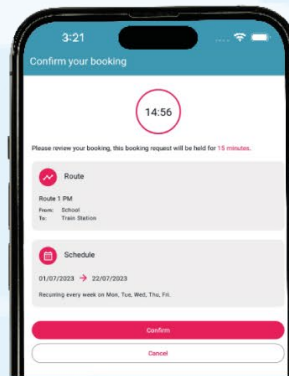 3:21
Confirm your booking
14:56
Please review your booking, this booking request will be held for 15 minutes.
Route
Route 1 PM
From: School
To: Train Station
Schedule
01/07/2023 → 22/07/2023
Recurring every week on Mon, Tue, Wed, Thu, Fri.
Confirm
Cancel